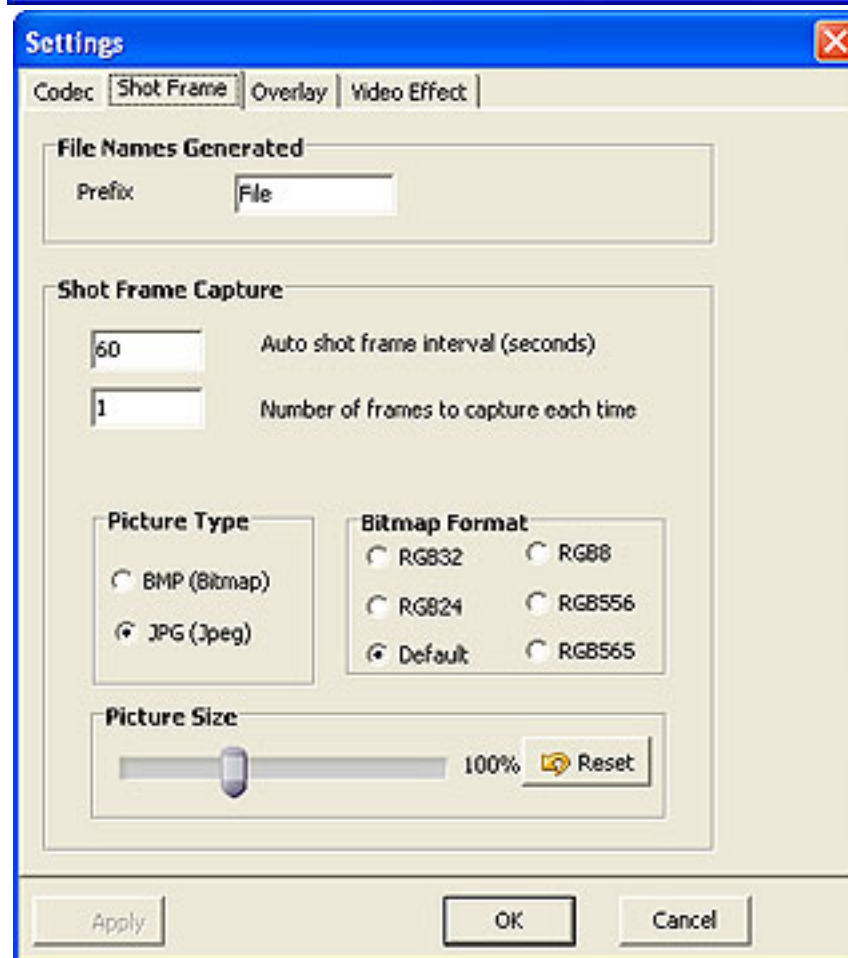 Settings
Codec Shot Frame Overlay Video Effect
File Names Generated
Prefix File
Shot Frame Capture
60 Auto shot frame interval (seconds)
1 Number of frames to capture each time
Picture Type
BMP (Bitmap)
JPG (Jpeg)
Bitmap Format
RGB32 RGB8
RGB24 RGB556
Default RGB565
Picture Size
100% Reset
Apply OK Cancel